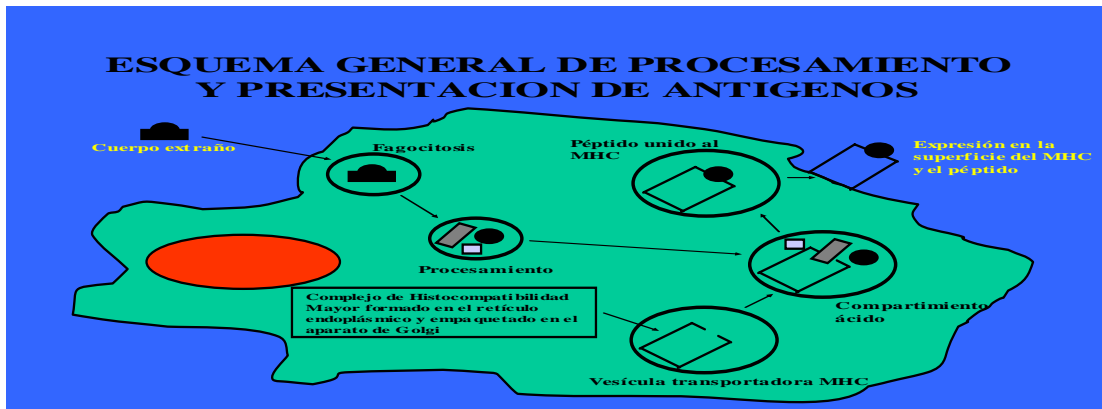 ESQUEMA GENERAL DE PROCESAMIENTO
Y PRESENTACION DE ANTIGENOS
Cuerpo extraño
Fagocitosis
Péptido unido al
MHC
Expresión en la
superficie del MHC
y el péptido
Procesamiento
Complejo de Histocompatibilidad
Mayor formado en el retículo
endoplásmico y empaquetado en el
aparato de Golgi
Compartimiento
ácido
Vesícula transportadora MHC